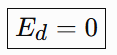 E_d = 0